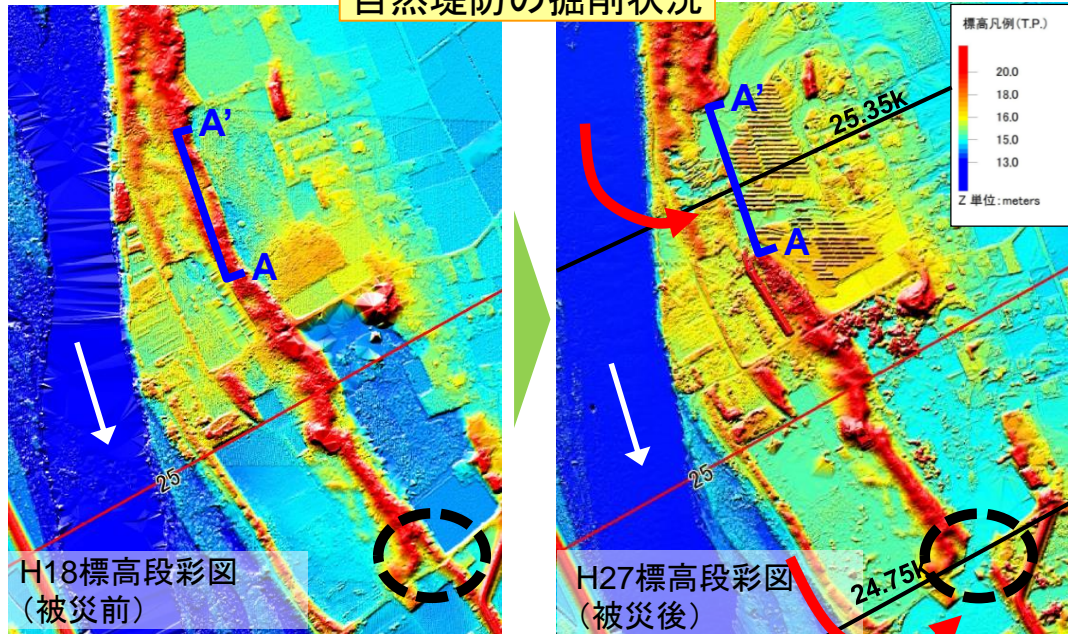 自然堤防の掘削状況
A'
A
25
H18標高段彩図
（被災前）
A'
A
25.35k
25
24.75k
H27標高段彩図
（被災後）
標高凡例(T.P.)
20.0
18.0
16.0
15.0
13.0
Z 単位:meters